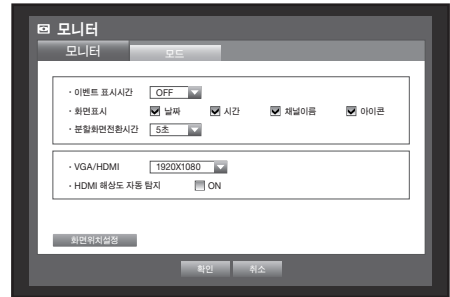 모니터
모니터 모드
· 이벤트 표시시간 OFF
· 화면표시 날짜 시간 채널이름 아이콘
· 분할화면전환시간 5초
· VGA/HDMI 1920X1080
· HDMI 해상도 자동 탐지 ON
화면위치설정
확인 취소